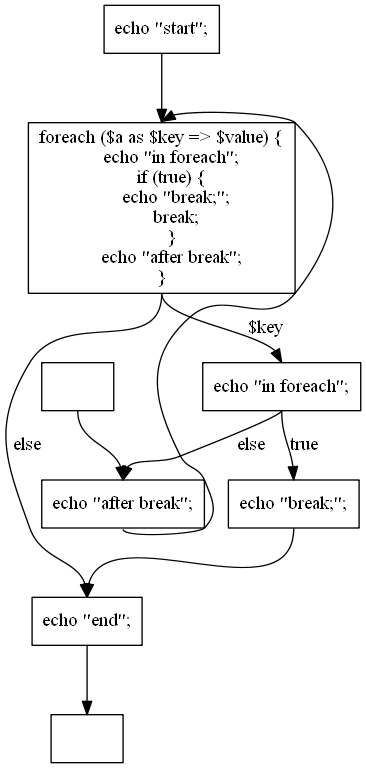 echo "start";
foreach ($a as $key => $value) {
echo "in foreach";
if (true) {
echo "break;";
break;
}
echo "after break";
}
$key
echo "in foreach";
else
else
true
echo "after break";
echo "break;";
echo "end";